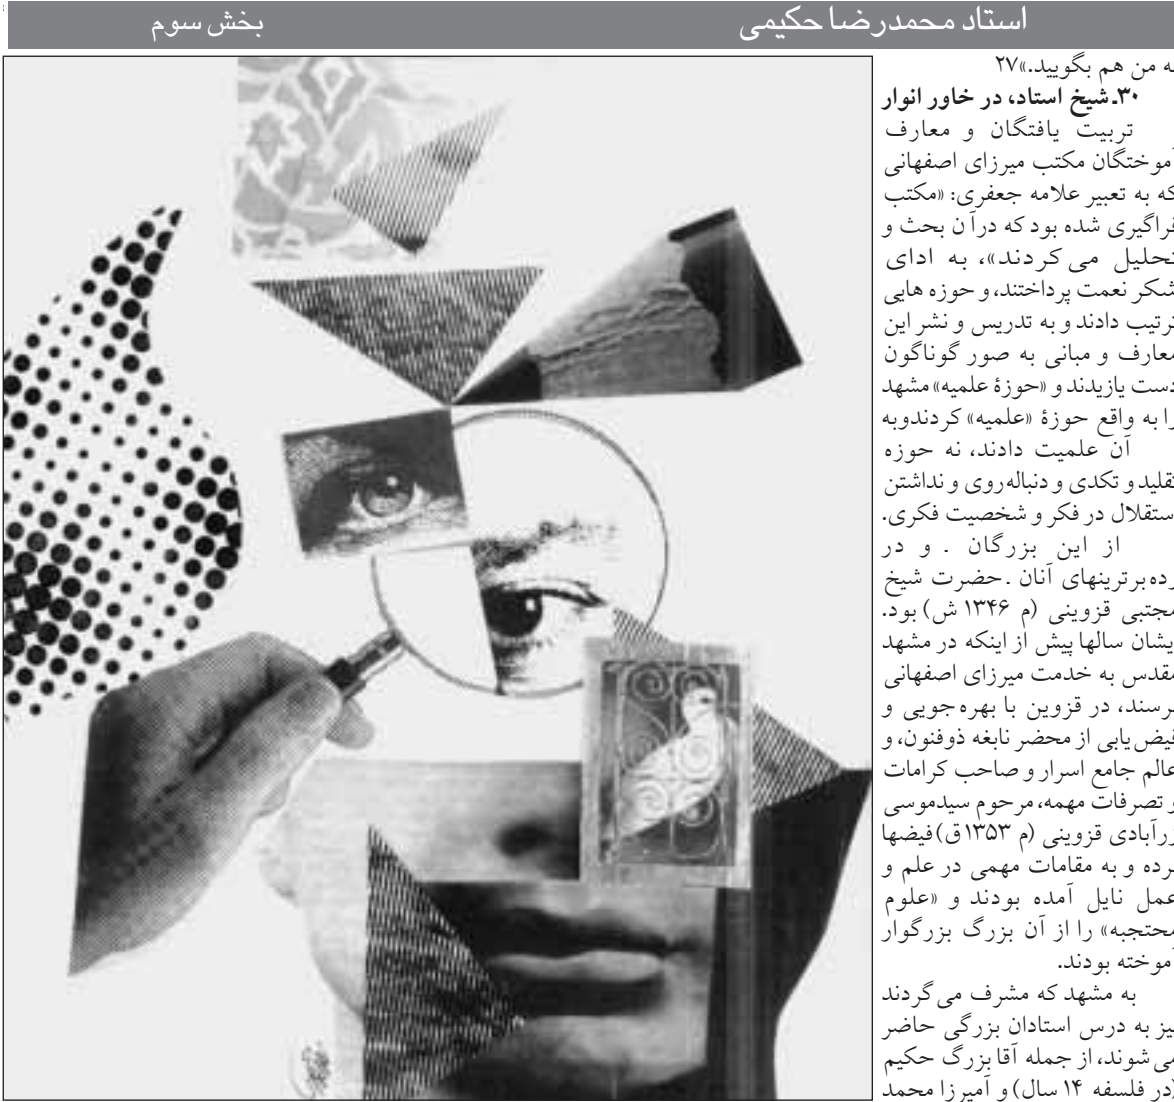 استاد محمدرضا حکیمی
بخش سوم
به من هم بگویید.»۲۷
۳۰ـ شیخ استاد، در خاور انوار
تربیت یافتگان و معارف
آموختگان مکتب میرزای اصفهانی
که به تعبیر علامه جعفری: «مکتب
فراگیری شده بود که در آن بحث و
تحلیل می کردند»، به ادای
شکر نعمت پرداختند، و حوزه هایی
ترتیب دادند و به تدریس و نشر این
معارف و مبانی به صور گوناگون
دست یازیدند و «حوزۀ علمیه» مشهد
را به واقع حوزۀ «علمیه» کردندوبه
آن علمیت دادند، نه حوزه
تقلید و تکدی و دنباله‌روی و نداشتن
استقلال در فکر و شخصیت فکری.
از این بزرگان ـ و در
رده برترینهای آنان ـ حضرت شیخ
مجتبی قزوینی (م ۱۳۴۶ ش) بود.
ایشان سالها پیش از اینکه در مشهد
مقدس به خدمت میرزای اصفهانی
برسند، در قزوین با بهره جویی و
فیض یابی از محضر نابغه ذوفنون، و
عالم جامع اسرار و صاحب کرامات
و تصرفات مهمه، مرحوم سیدموسی
زرآبادی قزوینی (م ۱۳۵۳ق) فیضها
برده و به مقامات مهمی در علم و
عمل نایل آمده بودند و «علوم
محتجبه» را از آن بزرگ بزرگوار
آموخته بودند.
به مشهد که مشرف می گردند
نیز به درس استادان بزرگی حاضر
می شوند، از جمله آقا بزرگ حکیم
(در فلسفه ۱۴ سال) و آمیرزا محمد